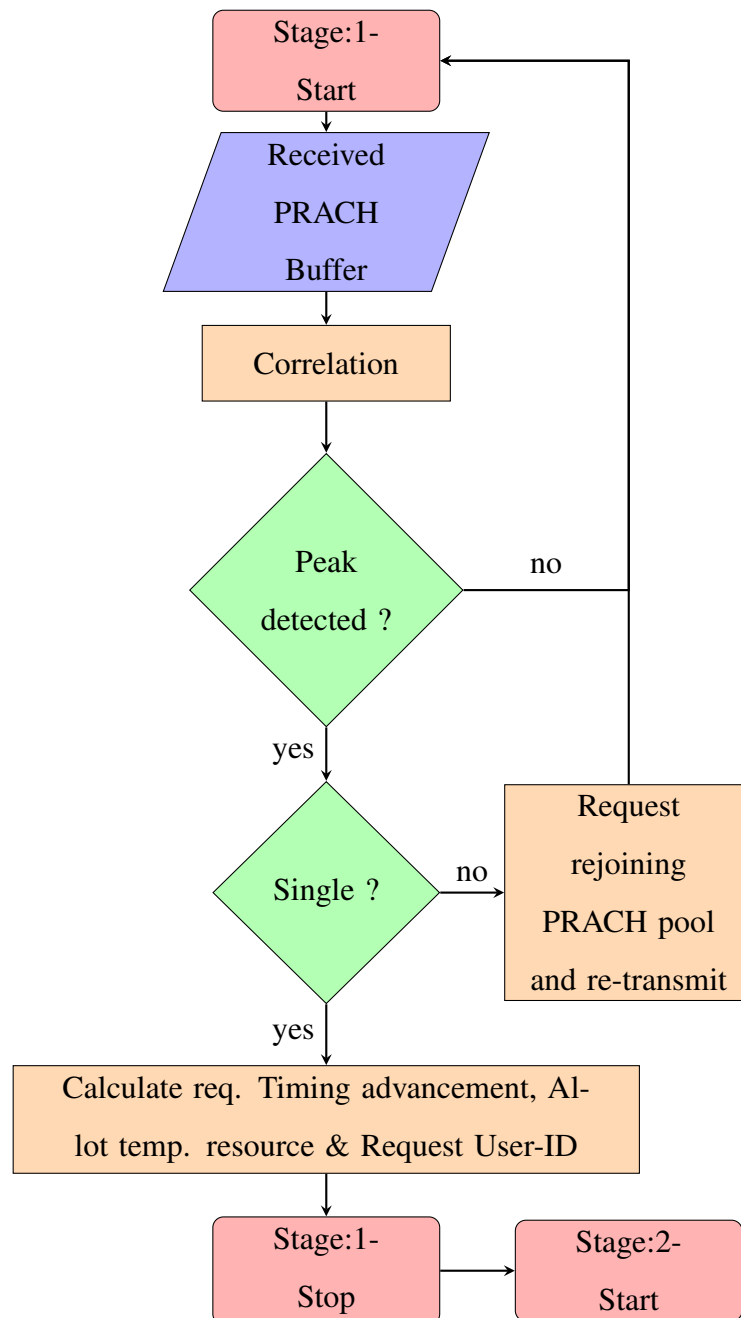 Stage:1-
Start
Received
PRACH
Buffer
Correlation
Peak
detected ?
no
yes
Single ?
no
Request
rejoining
PRACH pool
and re-transmit
yes
Calculate req. Timing advancement, Al-
lot temp. resource & Request User-ID
Stage:1-
Stop
Stage:2-
Start